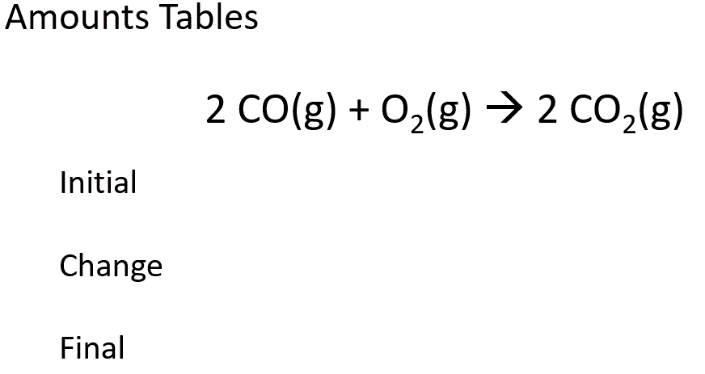 Amounts Tables
2 CO(g) + O₂(g) → 2 CO₂(g)
Initial
Change
Final